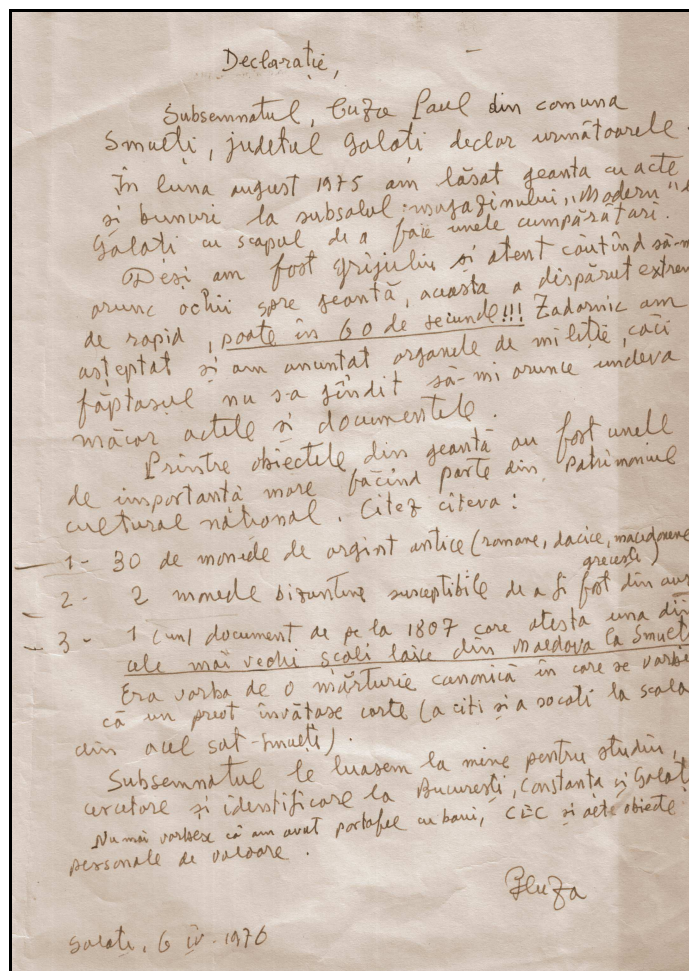 Declarație,
Subsemnatul, Cuza Paul din comuna
Smulți, județul Galați declar următoarele
În luna august 1975 am lăsat geanta cu acte
și bunuri la subsolul magazinului „Modern"
Galați cu scopul de a face unele cumpărături.
Deși am fost grijuliu și atent căutînd să-mi
arunc ochii spre geantă, aceasta a dispărut extrem
de rapid, poate în 60 de secunde!!! Zadarnic am
așteptat și am anuntat organele de miliție, căci
făptașul nu s-a gîndit să-mi arunce undeva
măcar actele și documentele.
Printre obiectele din geantă au fost unele
de importanță mare făcînd parte din patrimoniul
cultural național. Citez cîteva:
1- 30 de monede de argint antice (romane, dacice, macedonene
grecești)
2- 2 monede bizantine susceptibile de a fi fost din aur
3- 1 (un) document de pe la 1807 care atesta una din
cele mai vechi școli laice din Moldova la Smulți
Era vorba de o mărturie canonică în care se vorbea
că un preot învățase carte (a citi și a socoti la școala
din acel sat-Smulți).
Subsemnatul le luasem la mine pentru studiu,
cercetare și identificare la București, Constanța și Galați
Nu mai vorbesc că am avut portofel cu bani, CEC și alte obiecte
personale de valoare.
PCuza
Galați, 6 IV-1976